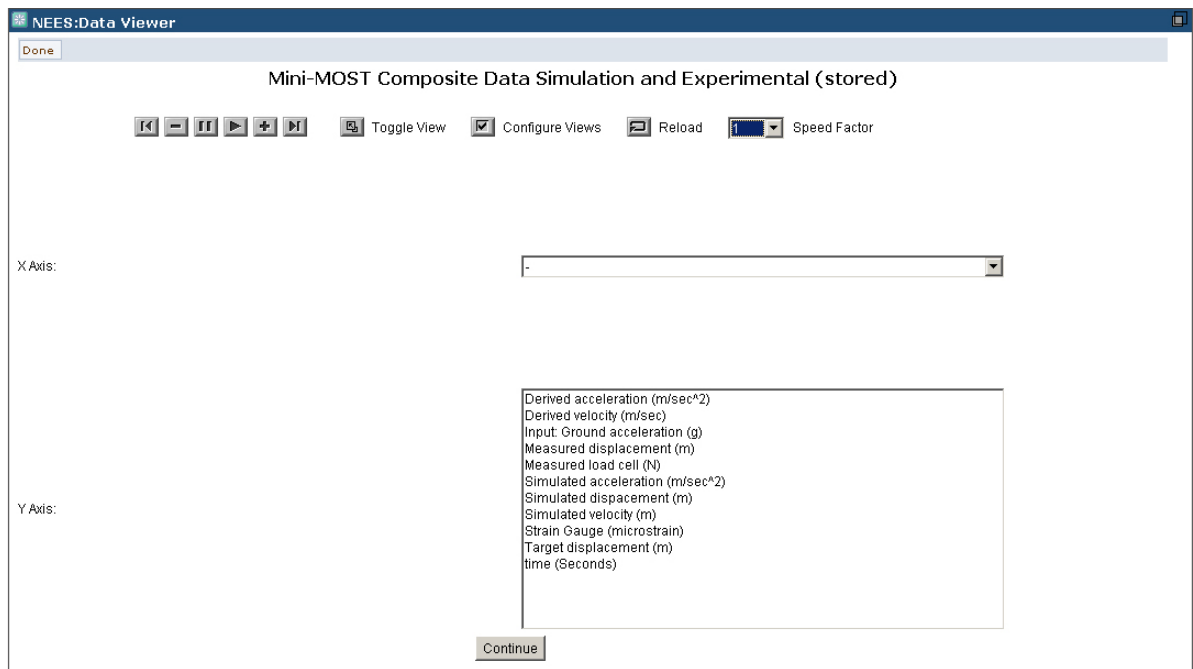 NEES:Data Viewer
Done
Mini-MOST Composite Data Simulation and Experimental (stored)
Toggle View Configure Views Reload 1 Speed Factor
X Axis:
-
Y Axis:
Derived acceleration (m/sec^2)
Derived velocity (m/sec)
Input: Ground acceleration (g)
Measured displacement (m)
Measured load cell (N)
Simulated acceleration (m/sec^2)
Simulated dispacement (m)
Simulated velocity (m)
Strain Gauge (microstrain)
Target displacement (m)
time (Seconds)
Continue